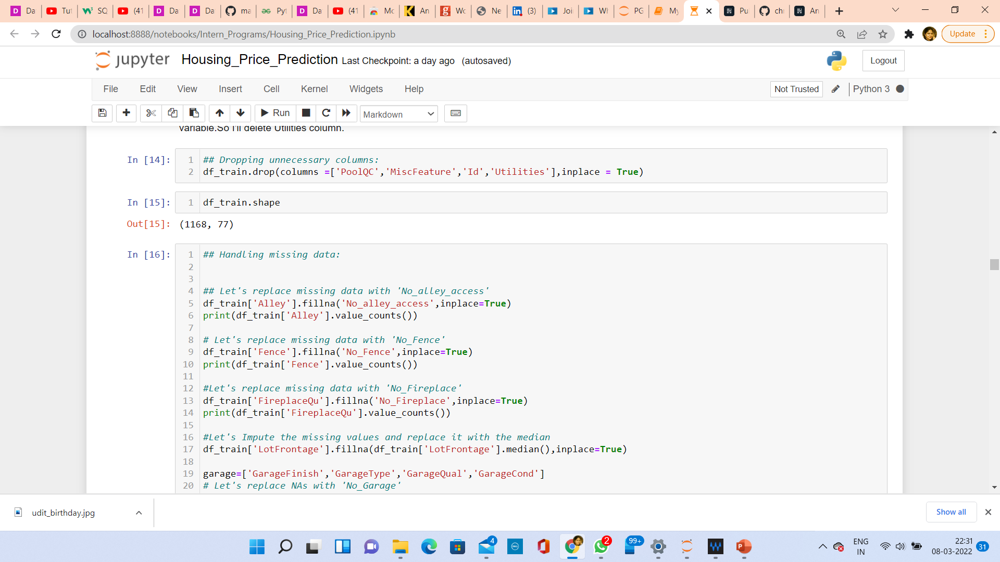 Da Tut SQ (41 Da Da ma Pyt Da (41 Mc An Wo Ne (3) Joi Wh PG My Pu ch An
localhost:8888/notebooks/Intern_Programs/Housing_Price_Prediction.ipynb
Update
jupyter Housing_Price_Prediction Last Checkpoint: a day ago (autosaved)
Logout
File Edit View Insert Cell Kernel Widgets Help
Not Trusted Python 3
Run Markdown
variable.So i'll delete Utilities column.
In [14]:
1 ## Dropping unnecessary columns:
2 df_train.drop(columns =['PoolQC','MiscFeature','Id','Utilities'],inplace = True)
In [15]:
1 df_train.shape
Out[15]: (1168, 77)
In [16]:
1 ## Handling missing data:
2
3
4 ## Let's replace missing data with 'No_alley_access'
5 df_train['Alley'].fillna('No_alley_access',inplace=True)
6 print(df_train['Alley'].value_counts())
7
8 # Let's replace missing data with 'No_Fence'
9 df_train['Fence'].fillna('No_Fence',inplace=True)
10 print(df_train['Fence'].value_counts())
11
12 #Let's replace missing data with 'No_Fireplace'
13 df_train['FireplaceQu'].fillna('No_Fireplace',inplace=True)
14 print(df_train['FireplaceQu'].value_counts())
15
16 #Let's Impute the missing values and replace it with the median
17 df_train['LotFrontage'].fillna(df_train['LotFrontage'].median(),inplace=True)
18
19 garage=['GarageFinish','GarageType','GarageQual','GarageCond']
20 # Let's replace NAs with 'No_Garage'
udit_birthday.jpg
Show all
4
2
99+
ENG
IN
22:31
08-03-2022
31